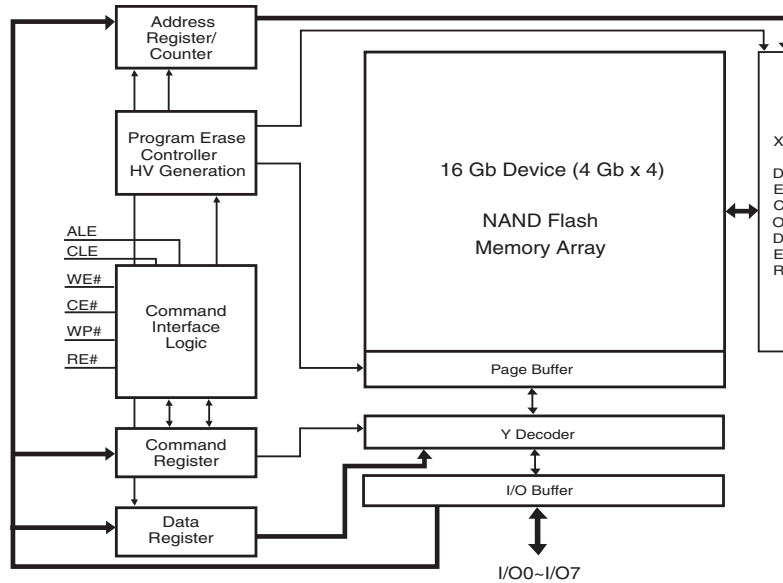 Address
Register/
Counter
Program Erase
Controller
HV Generation
16 Gb Device (4 Gb x 4)
NAND Flash
Memory Array
X
D
E
C
O
D
E
R
ALE
CLE
WE#
CE#
WP#
RE#
Command
Interface
Logic
Page Buffer
Command
Register
Y Decoder
I/O Buffer
Data
Register
I/O0~I/O7